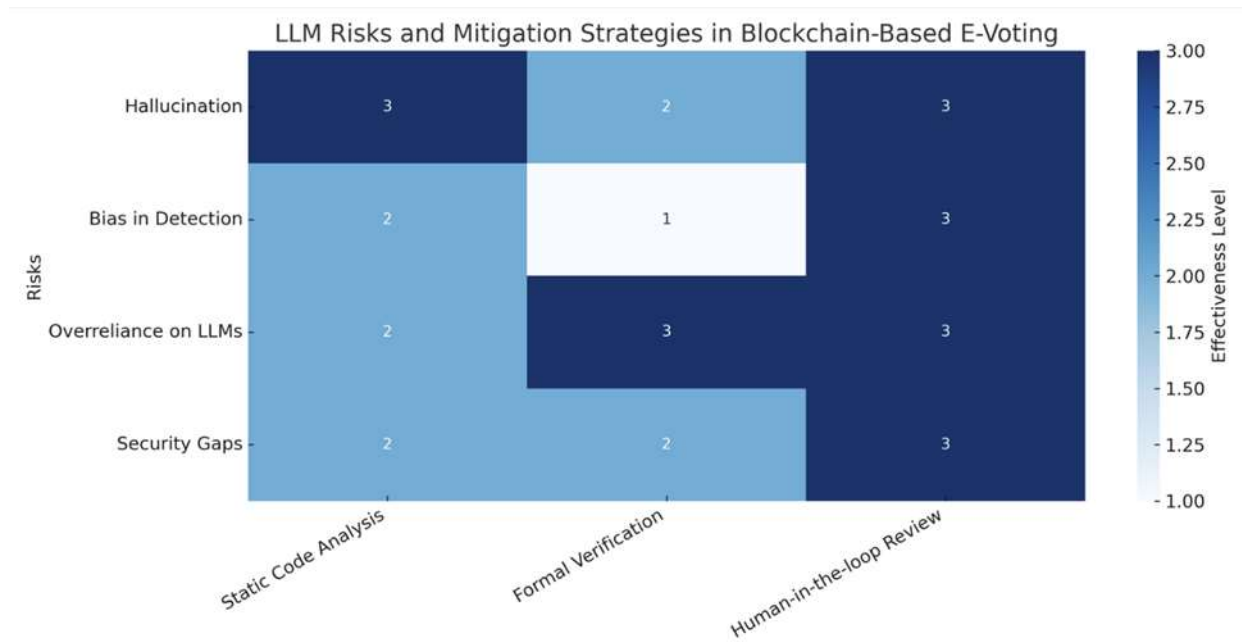 LLM Risks and Mitigation Strategies in Blockchain-Based E-Voting
Hallucination
3
2
3
Bias in Detection
2
1
3
Overreliance on LLMs
2
3
3
Security Gaps
2
2
3
Risks
Static Code Analysis
Formal Verification
Human-in-the-loop Review
3.00
2.75
2.50
2.25
2.00
1.75
1.50
1.25
1.00
Effectiveness Level